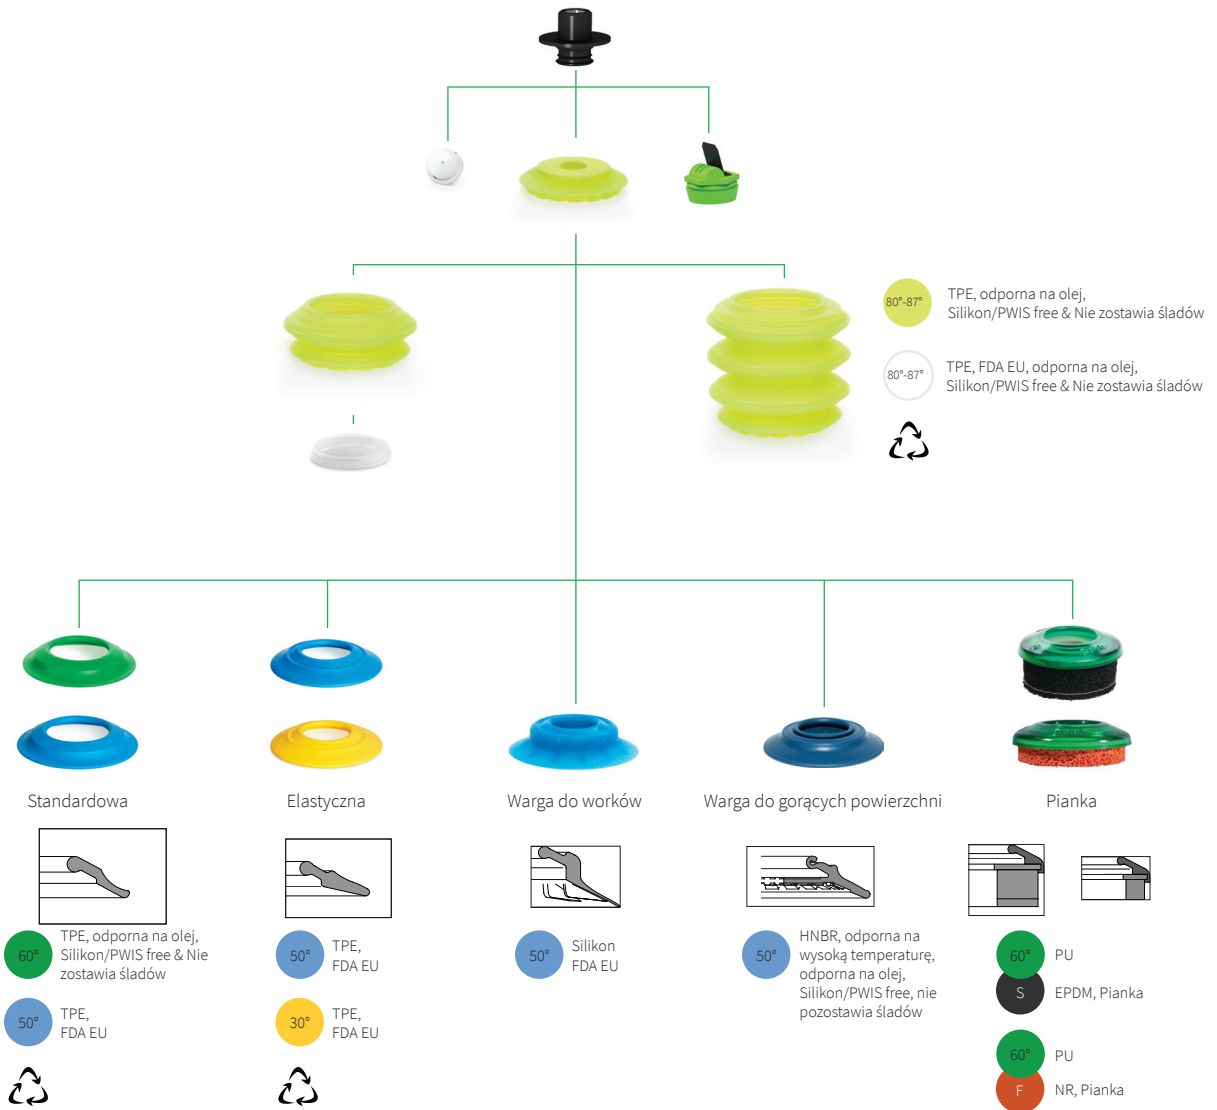 80°-87°
TPE, odporna na olej,
Silikon/PWIS free & Nie zostawia śladów
80°-87°
TPE, FDA EU, odporna na olej,
Silikon/PWIS free & Nie zostawia śladów
Standardowa
Elastyczna
Warga do worków
Warga do gorących powierzchni
Pianka
60°
TPE, odporna na olej,
Silikon/PWIS free & Nie
zostawia śladów
50°
TPE,
FDA EU
50°
TPE,
FDA EU
30°
TPE,
FDA EU
50°
Silikon
FDA EU
50°
HNBR, odporna na
wysoką temperaturę,
odporna na olej,
Silikon/PWIS free, nie
pozostawia śladów
60°
PU
S
EPDM, Pianka
60°
PU
F
NR, Pianka